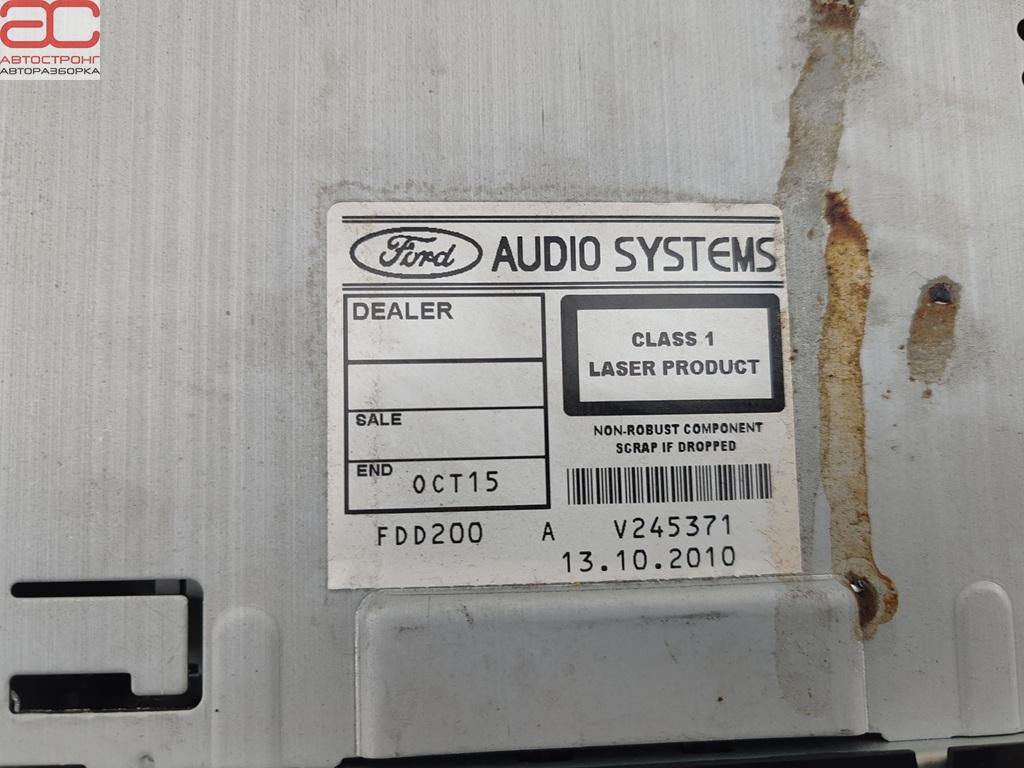 АС
АВТОСТРОНГ
АВТОРАЗБОРКА
Ford AUDIO SYSTEMS
DEALER
CLASS 1
LASER PRODUCT
SALE
NON-ROBUST COMPONENT
SCRAP IF DROPPED
END OCT15
FDD200 A V245371
13.10.2010